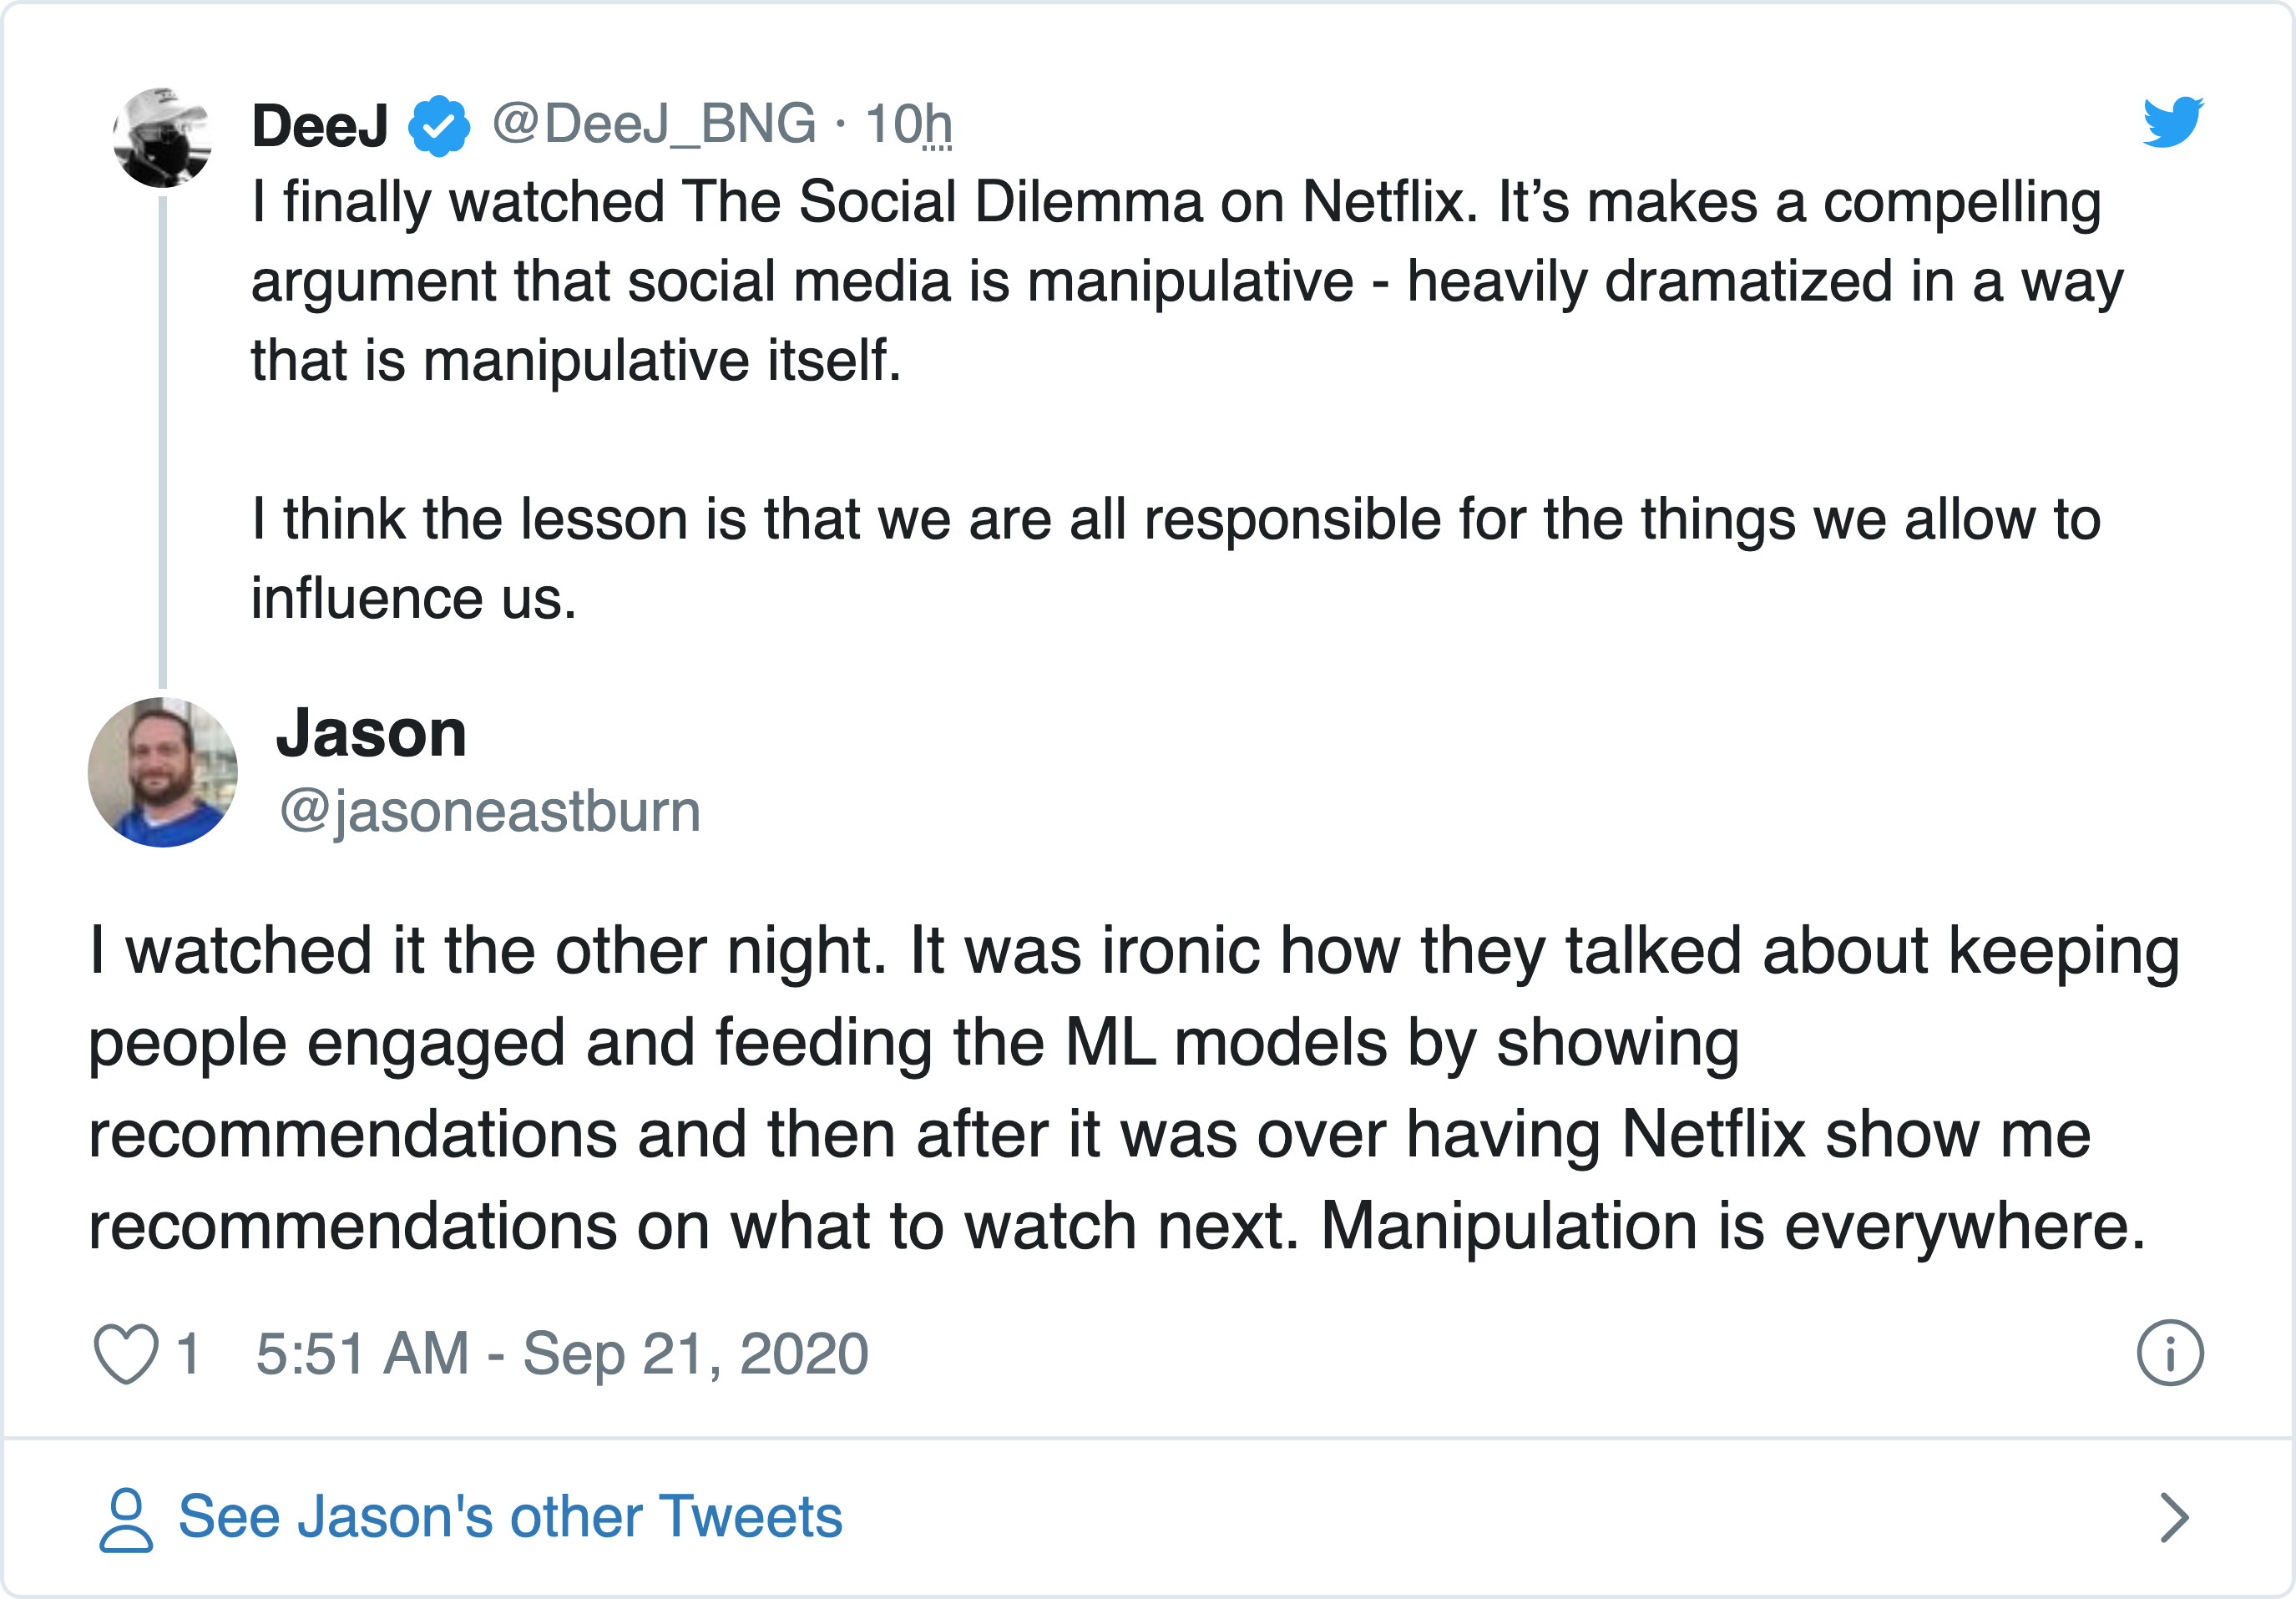 DeeJ @DeeJ_BNG · 10h
I finally watched The Social Dilemma on Netflix. It’s makes a compelling
argument that social media is manipulative - heavily dramatized in a way
that is manipulative itself.
I think the lesson is that we are all responsible for the things we allow to
influence us.
Jason
@jasoneastburn
I watched it the other night. It was ironic how they talked about keeping
people engaged and feeding the ML models by showing
recommendations and then after it was over having Netflix show me
recommendations on what to watch next. Manipulation is everywhere.
1 5:51 AM - Sep 21, 2020
See Jason's other Tweets